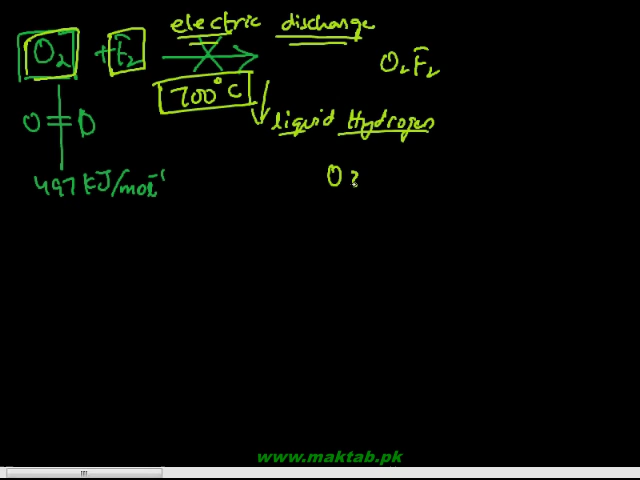 electric discharge
O₂ + F₂ 700°C O₂F₂
liquid Hydrogen
O = O
497 KJ/mol⁻¹
O₂
www.maktab.pk